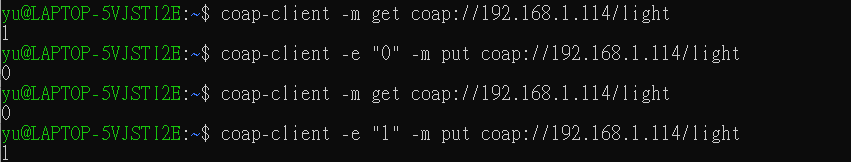 yu@LAPTOP-5VJSTI2E:~$ coap-client -m get coap://192.168.1.114/light
1
yu@LAPTOP-5VJSTI2E:~$ coap-client -e "0" -m put coap://192.168.1.114/light
0
yu@LAPTOP-5VJSTI2E:~$ coap-client -m get coap://192.168.1.114/light
0
yu@LAPTOP-5VJSTI2E:~$ coap-client -e "1" -m put coap://192.168.1.114/light
1